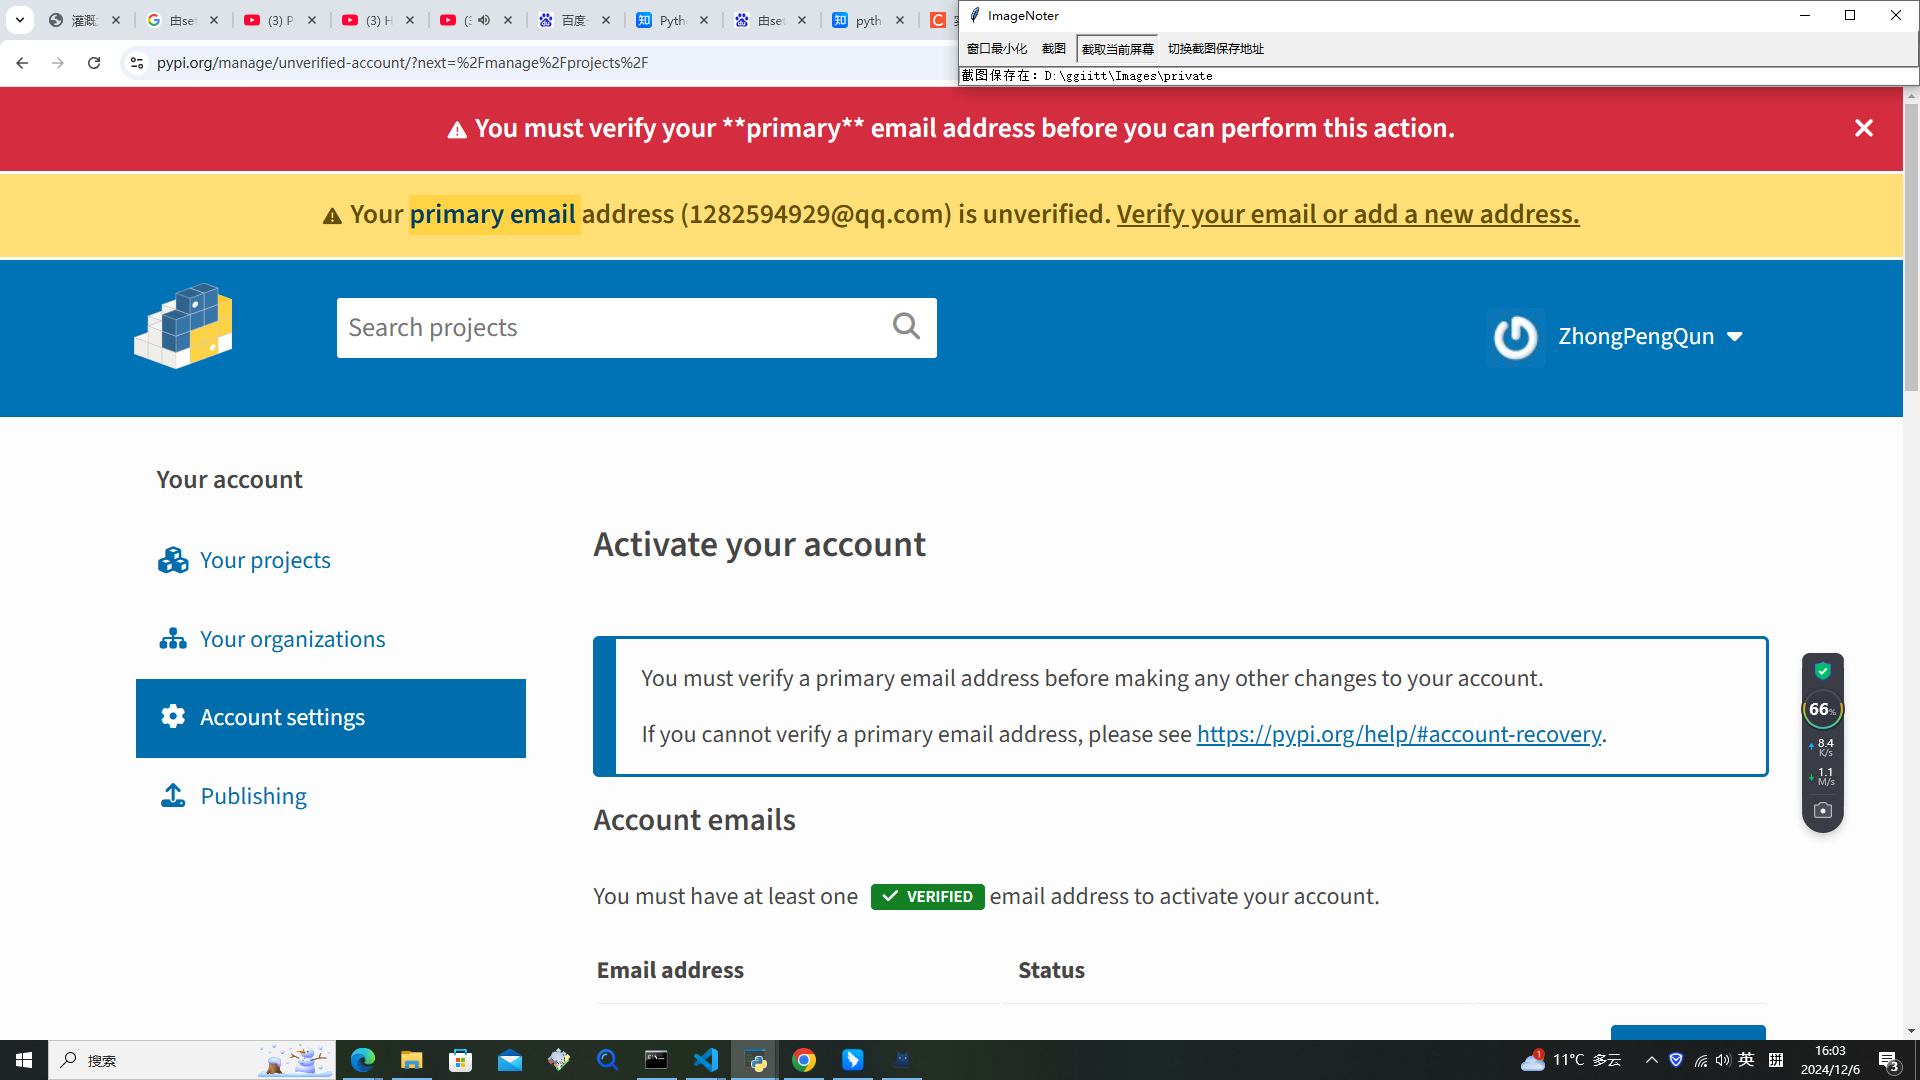 灌溉
由set
(3) P
(3) H
(3
百度
Pyth
由set
pyth
ImageNoter
窗口最小化 截图 截取当前屏幕 切换截图保存地址
截图保存在: D:\ggiitt\Images\private
pypi.org/manage/unverified-account/?next=%2Fmanage%2Fprojects%2F
You must verify your **primary** email address before you can perform this action.
Your primary email address (1282594929@qq.com) is unverified. Verify your email or add a new address.
Search projects
ZhongPengQun
Your account
Your projects
Your organizations
Account settings
Publishing
Activate your account
You must verify a primary email address before making any other changes to your account.
If you cannot verify a primary email address, please see https://pypi.org/help/#account-recovery.
Account emails
You must have at least one VERIFIED email address to activate your account.
Email address Status
66%
8.4
K/s
1.1
M/s
搜索
1
11°C 多云
英
拼
16:03
2024/12/6
3